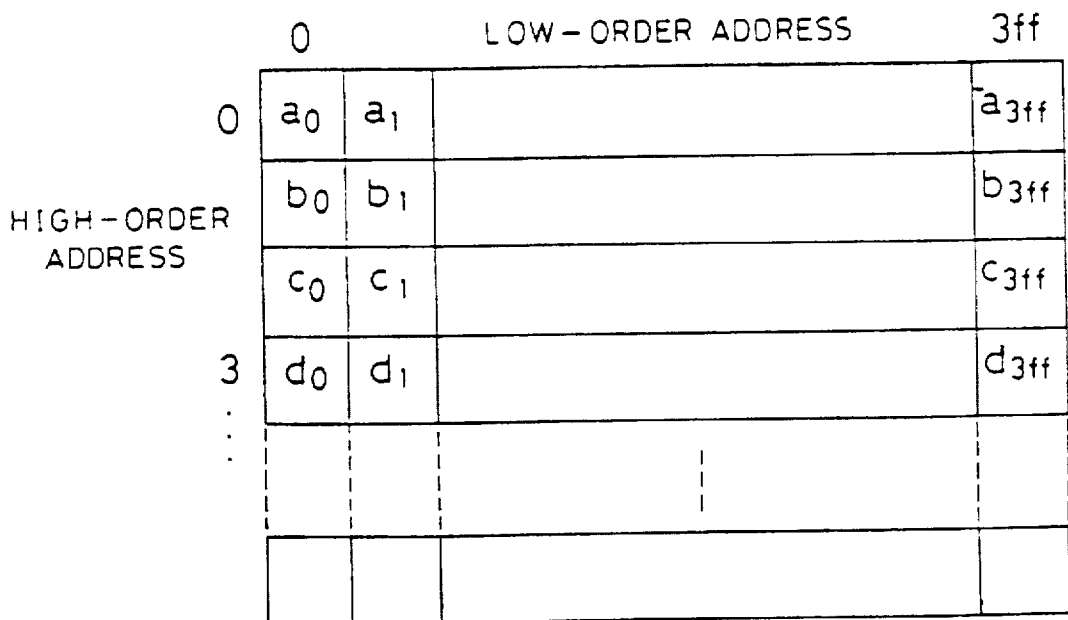 0 LOW-ORDER ADDRESS 3ff
0 a0 a1 a3ff
HIGH-ORDER ADDRESS
b0 b1 b3ff
c0 c1 c3ff
3 d0 d1 d3ff